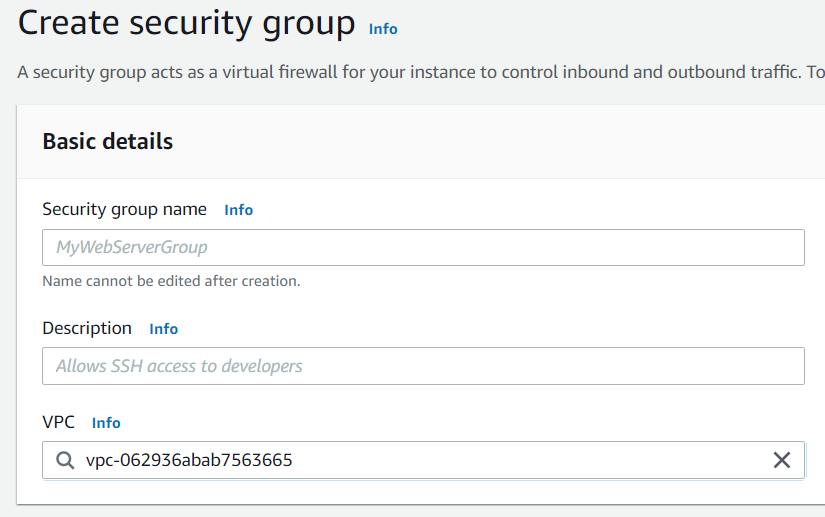 Create security group Info
A security group acts as a virtual firewall for your instance to control inbound and outbound traffic. To
Basic details
Security group name Info
MyWebServerGroup
Name cannot be edited after creation.
Description Info
Allows SSH access to developers
VPC Info
vpc-062936abab7563665